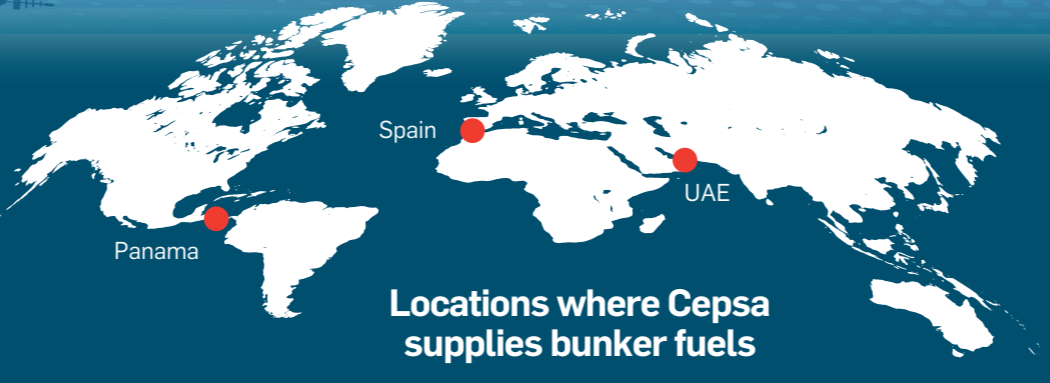 Spain
UAE
Panama
Locations where Cepsa
supplies bunker fuels